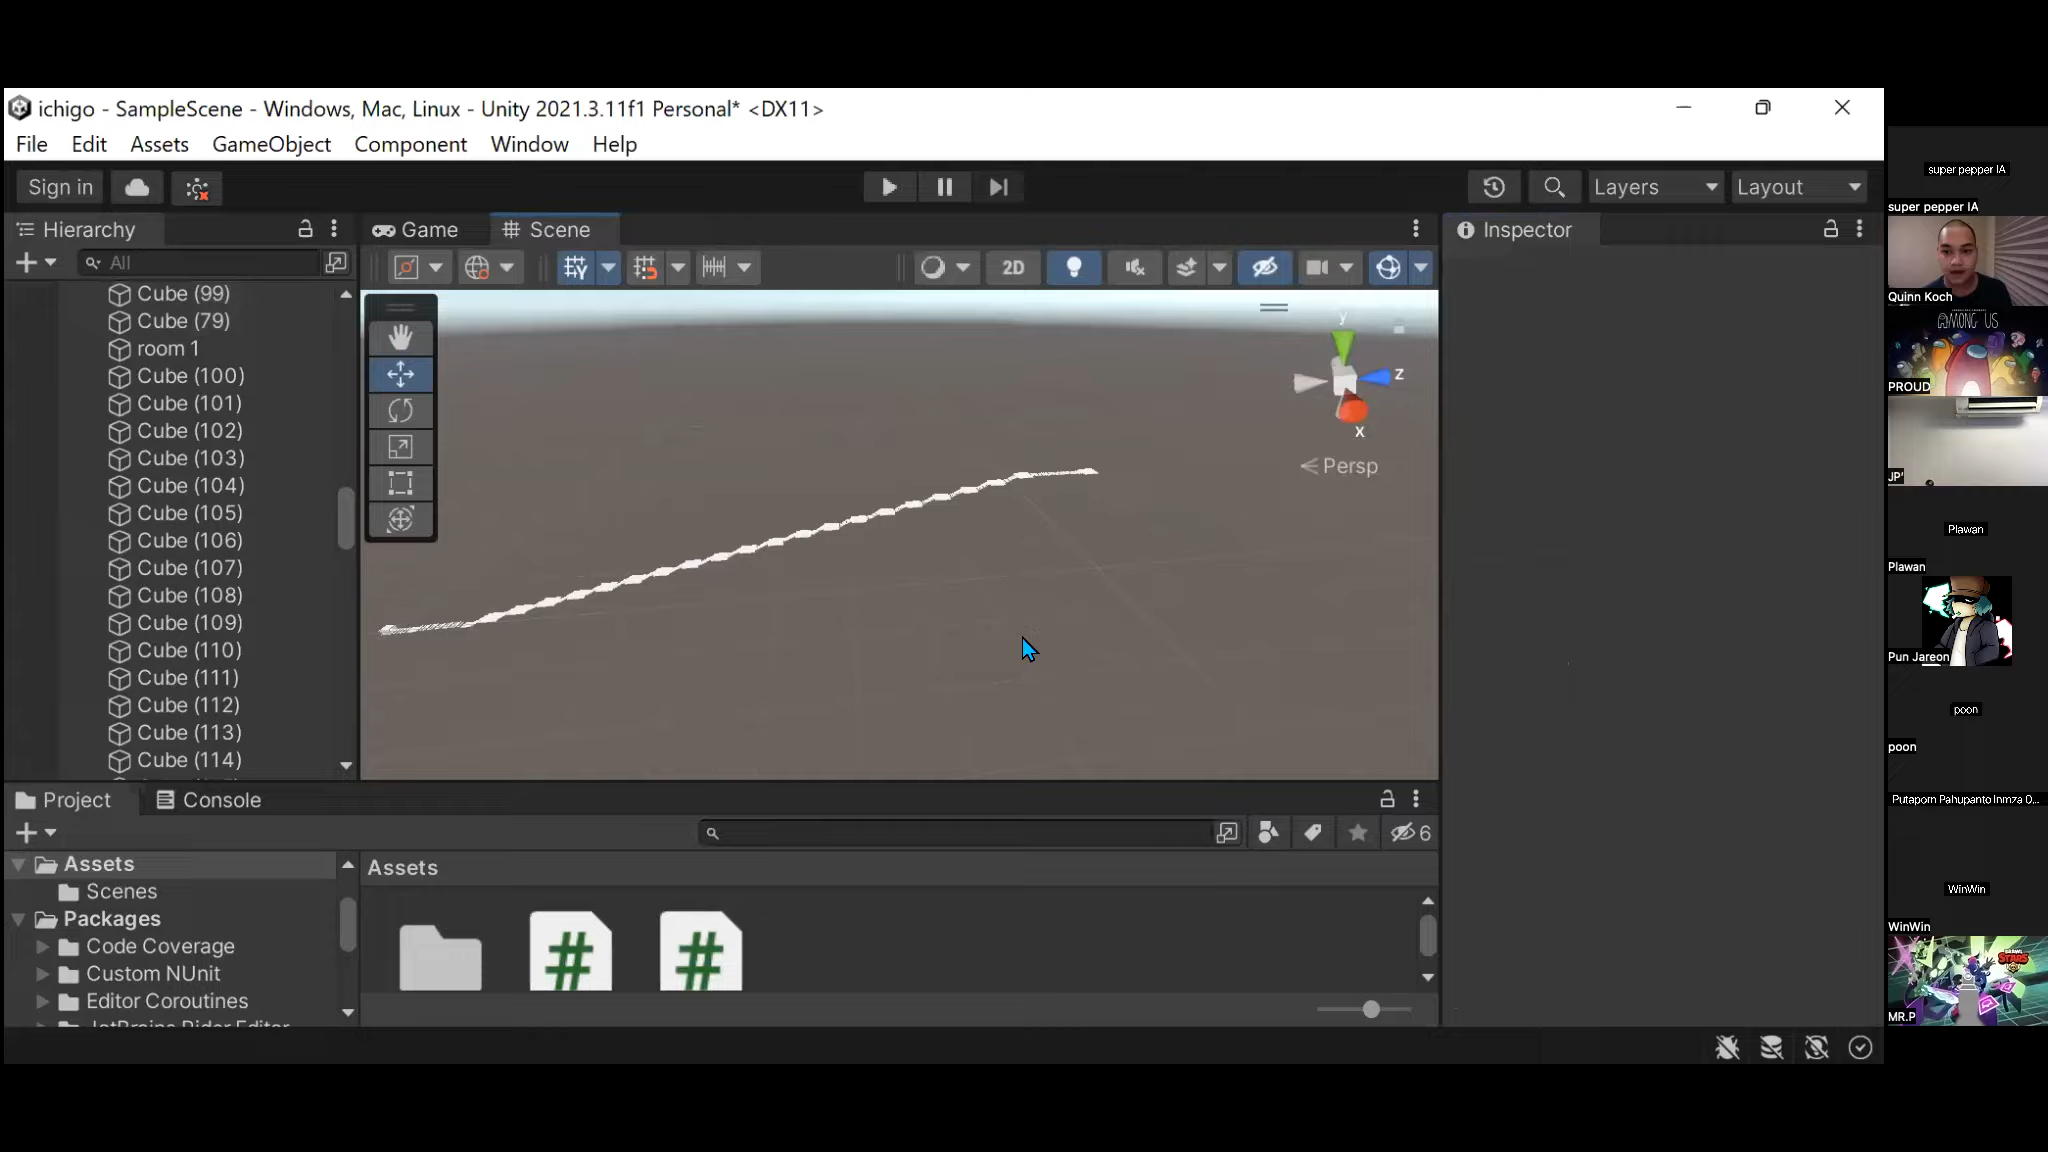 ichigo - SampleScene - Windows, Mac, Linux - Unity 2021.3.11f1 Personal* <DX11>
File Edit Assets GameObject Component Window Help
Sign in
Layers
Layout
Hierarchy
All
Cube (99)
Cube (79)
room 1
Cube (100)
Cube (101)
Cube (102)
Cube (103)
Cube (104)
Cube (105)
Cube (106)
Cube (107)
Cube (108)
Cube (109)
Cube (110)
Cube (111)
Cube (112)
Cube (113)
Cube (114)
Game
Scene
2D
y
z
x
Persp
Inspector
Project
Console
6
Assets
Scenes
Packages
Code Coverage
Custom NUnit
Editor Coroutines
JetBrains Rider Editor
Assets
#
#
super pepper IA
super pepper IA
Quinn Koch
AMONG US
PROUD
JP'
Plawan
Plawan
Pun Jareon
poon
poon
Putaporn Pahupanto Inmza 0...
WinWin
WinWin
BRAWL STARS
MR.P